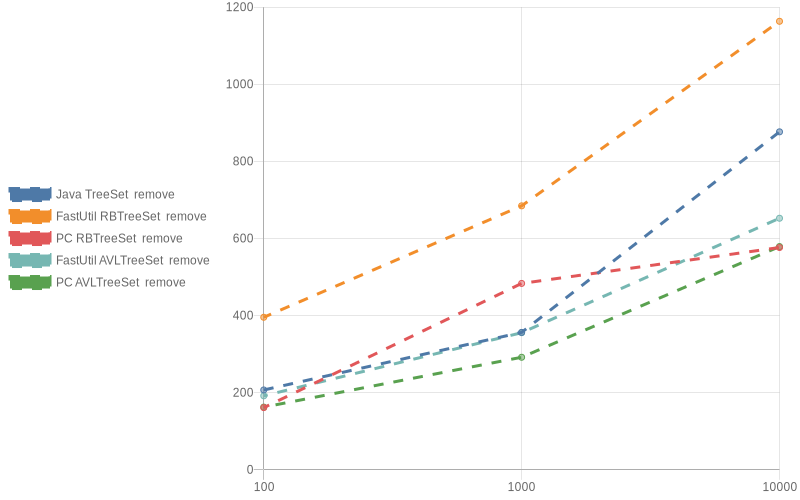 1200
1000
800
600
400
200
0
100
1000
10000
Java TreeSet remove
FastUtil RBTreeSet remove
PC RBTreeSet remove
FastUtil AVLTreeSet remove
PC AVLTreeSet remove